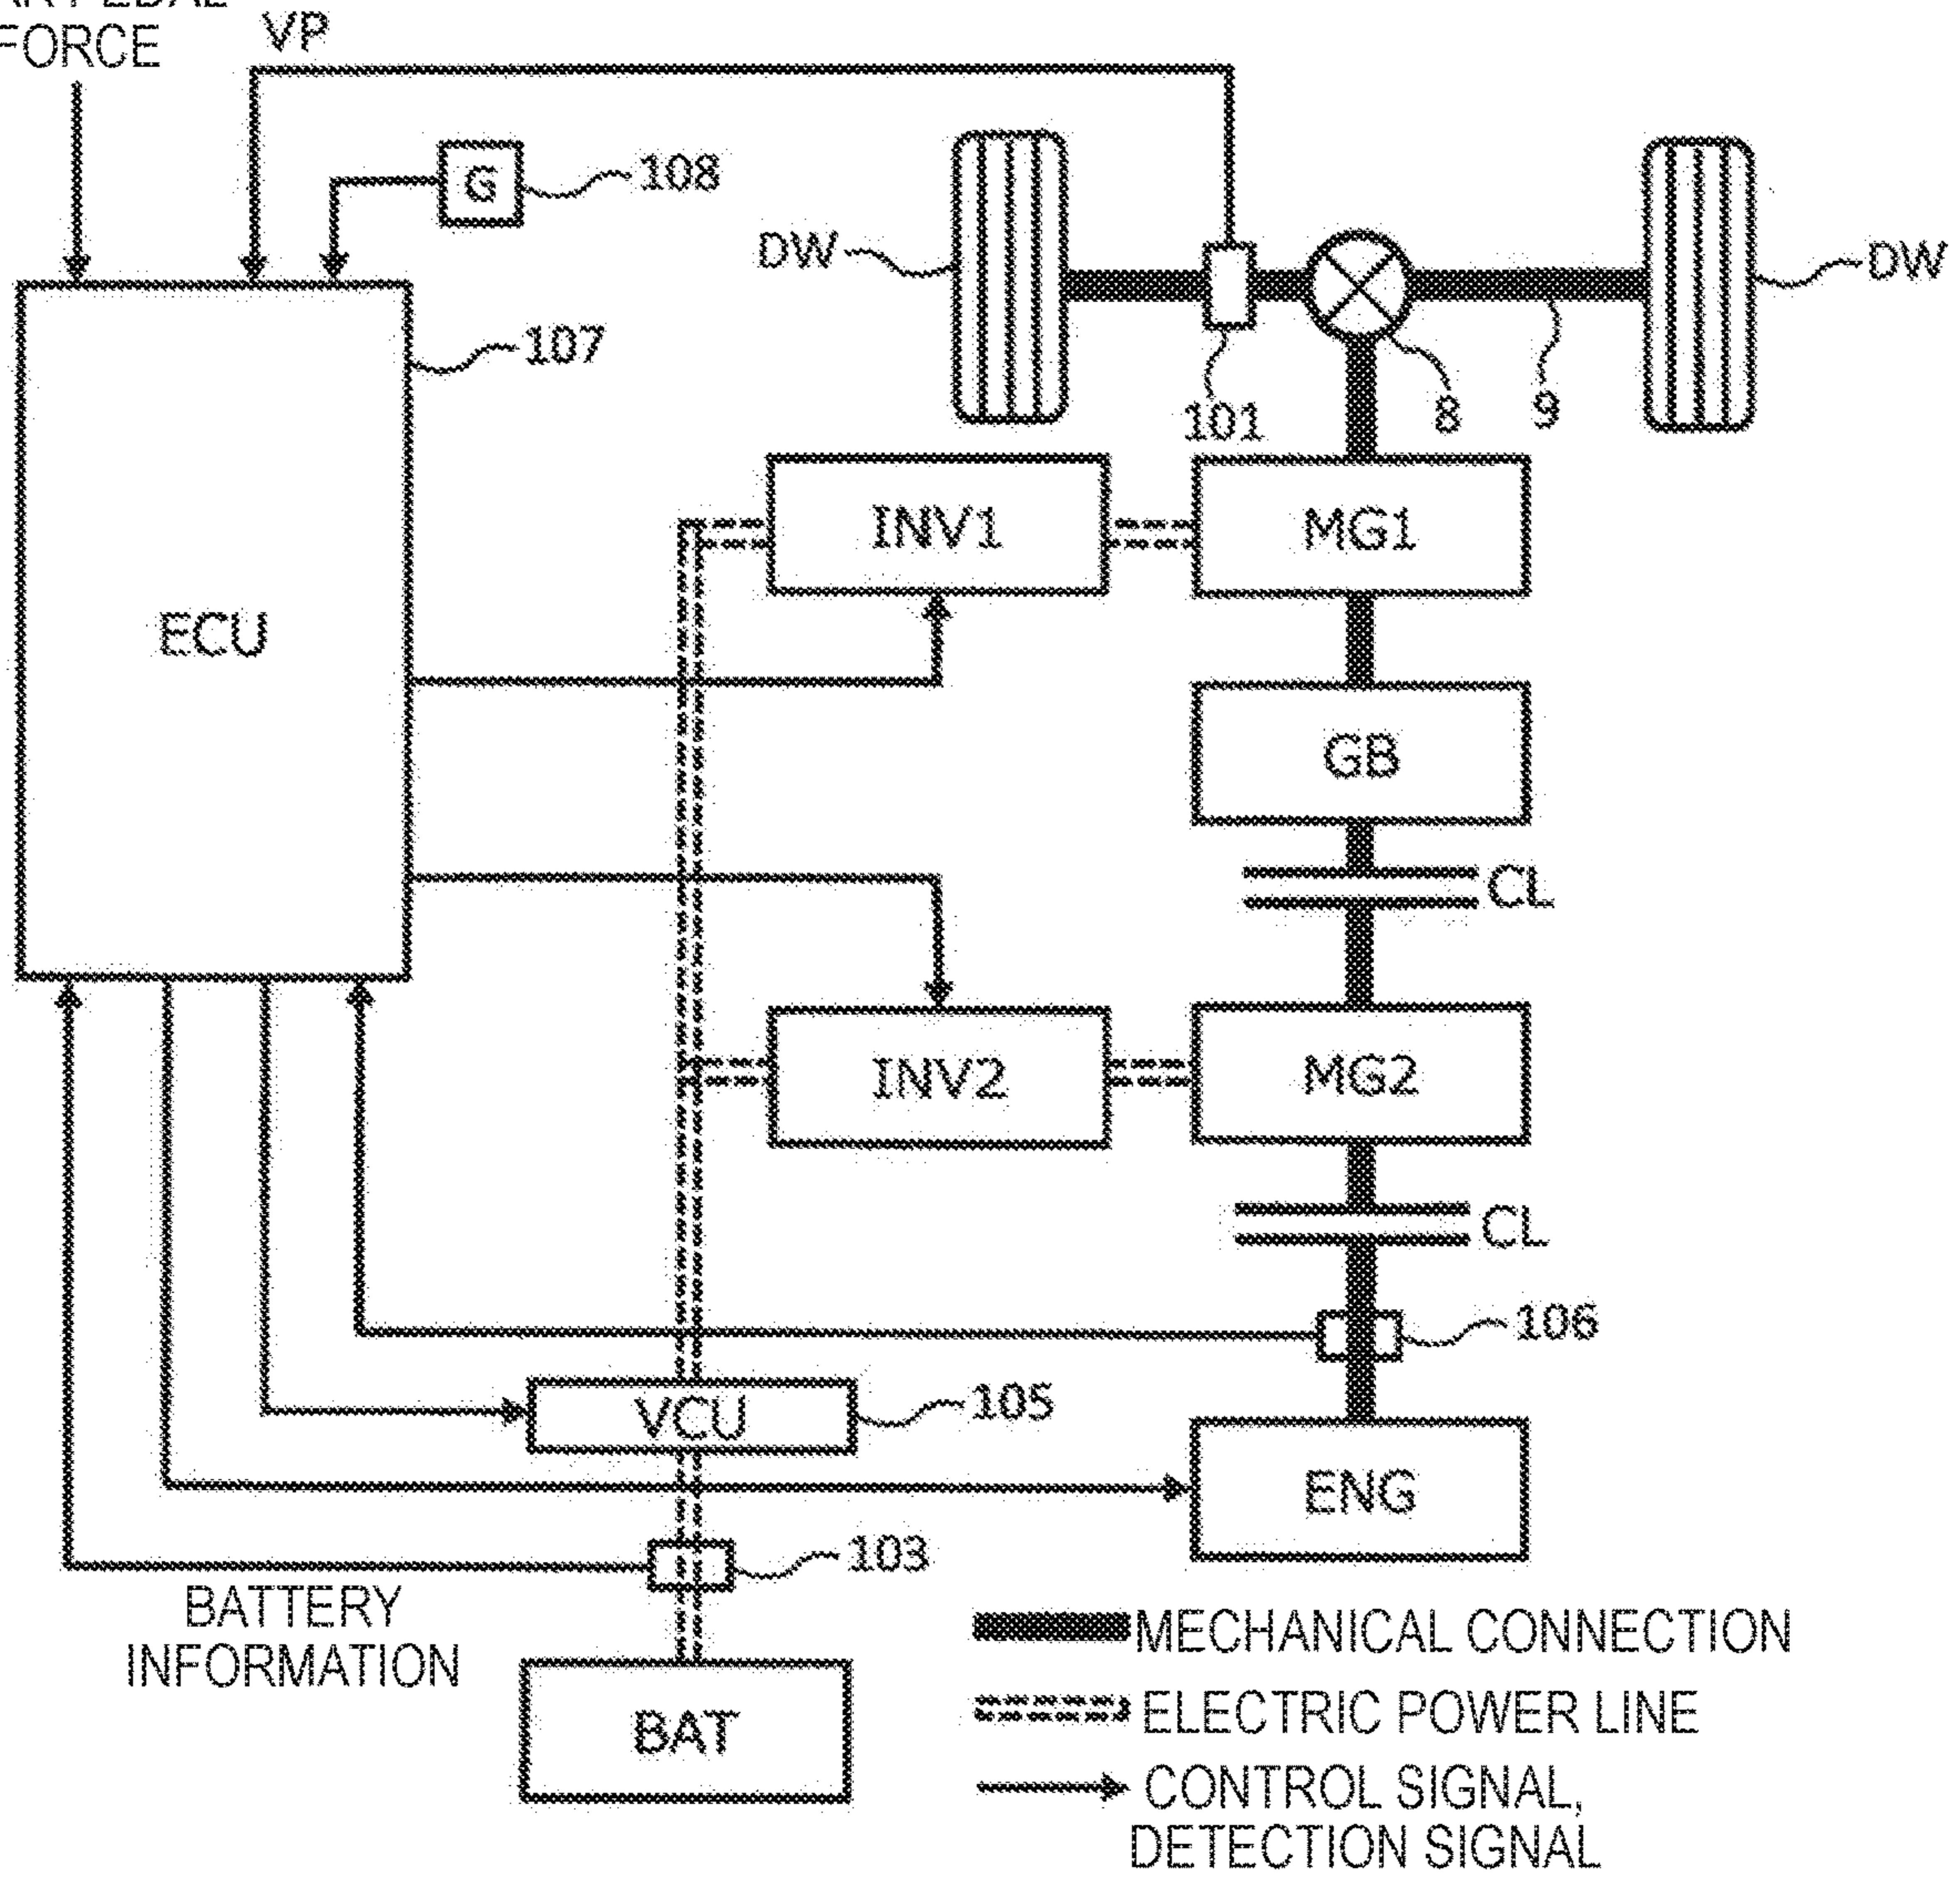 FORCE
VP
G
108
DW
DW
107
101
8
9
INV1
MG1
ECU
GB
CL
INV2
MG2
CL
106
VCU
105
ENG
103
BATTERY
INFORMATION
BAT
MECHANICAL CONNECTION
ELECTRIC POWER LINE
CONTROL SIGNAL,
DETECTION SIGNAL